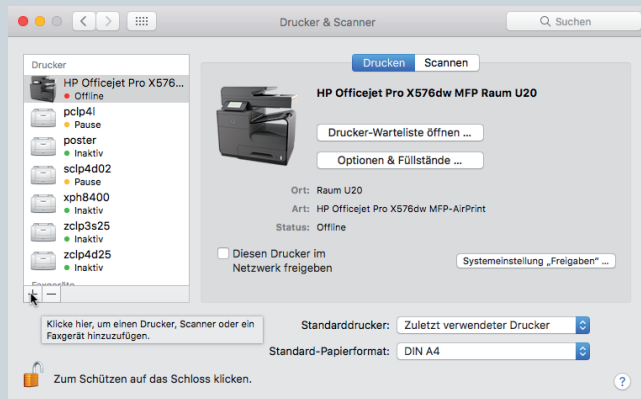 Drucker & Scanner
Suchen
Drucker
HP Officejet Pro X576...
Offline
pclp4l
Pause
poster
Inaktiv
sclp4d02
Pause
xph8400
Inaktiv
zclp3s25
Inaktiv
zclp4d25
Inaktiv
Faxgeräte
+ −
Klicke hier, um einen Drucker, Scanner oder ein
Faxgerät hinzuzufügen.
Drucken Scannen
HP Officejet Pro X576dw MFP Raum U20
Drucker-Warteliste öffnen ...
Optionen & Füllstände ...
Ort: Raum U20
Art: HP Officejet Pro X576dw MFP-AirPrint
Status: Offline
Diesen Drucker im
Netzwerk freigeben
Systemeinstellung „Freigaben“ ...
Standarddrucker: Zuletzt verwendeter Drucker
Standard-Papierformat: DIN A4
Zum Schützen auf das Schloss klicken.
?